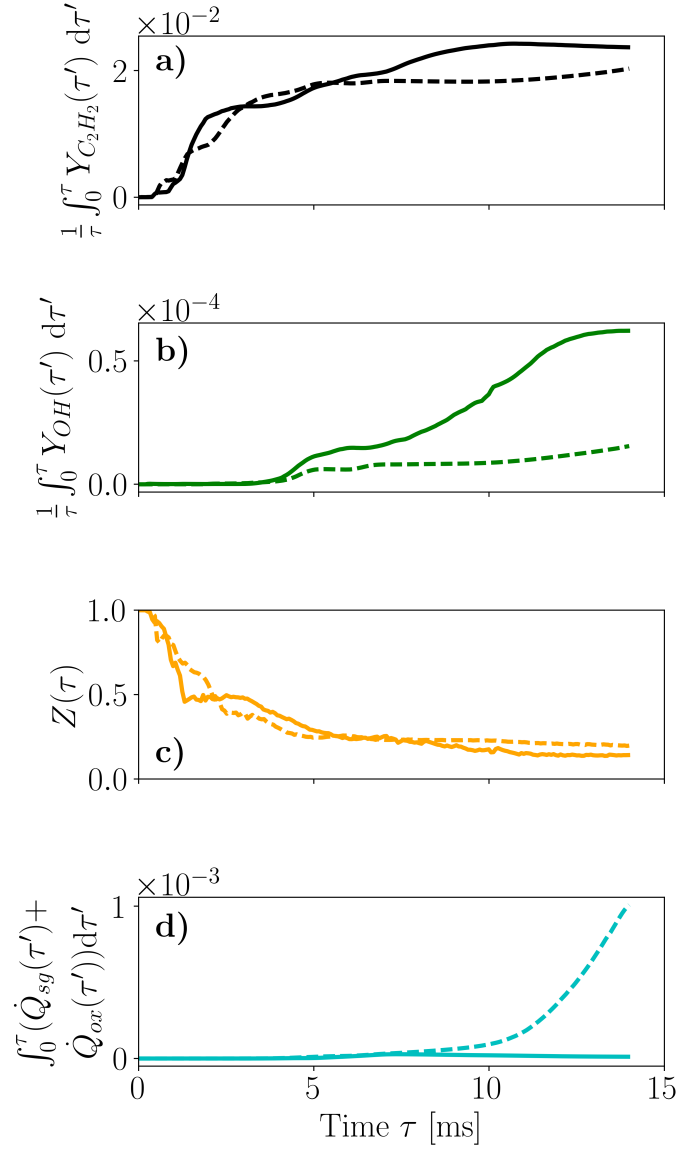 ×10⁻²
a)
2
0
1/τ ∫₀^τ Y_{C₂H₂}(τ′) dτ′
×10⁻⁴
b)
0.5
0.0
1/τ ∫₀^τ Y_{OH}(τ′) dτ′
1.0
0.5
0.0
c)
Z(τ)
×10⁻³
d)
1
0
∫₀^τ (Q̇_{sg}(τ′)+
Q̇_{ox}(τ′))dτ′
0 5 10 15
Time τ [ms]